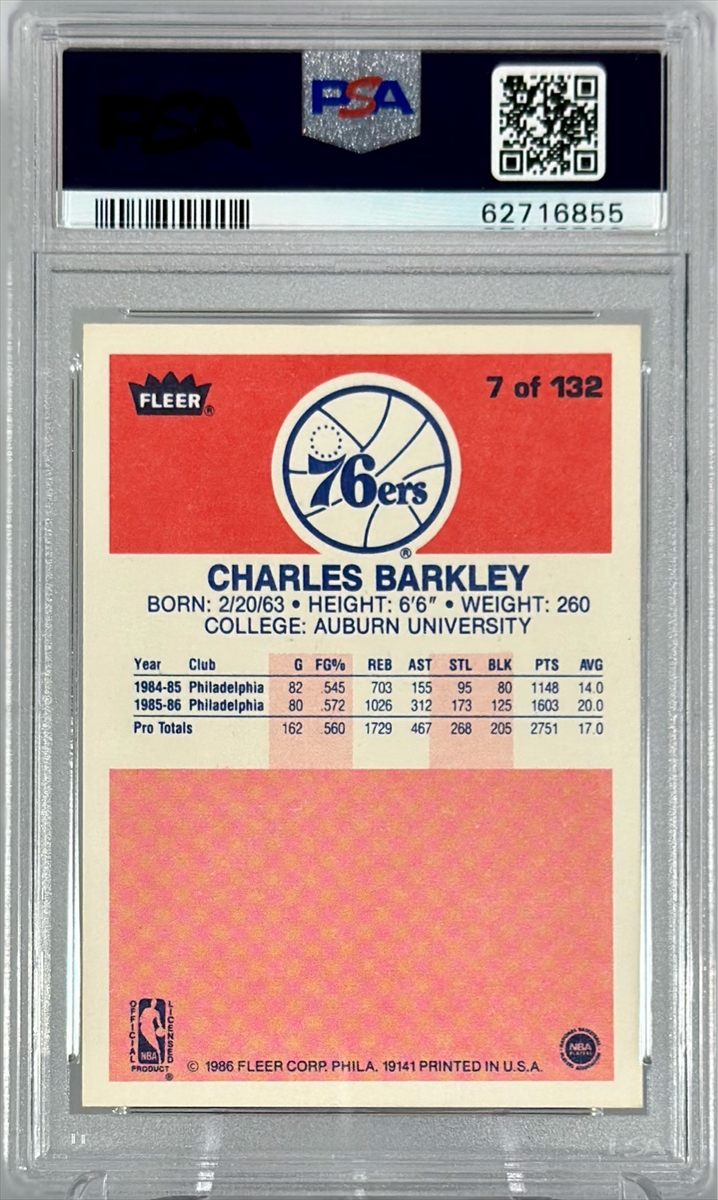 PSA
PSA
62716855
FLEER®
7 of 132
76ers
®
CHARLES BARKLEY
BORN: 2/20/63 • HEIGHT: 6'6" • WEIGHT: 260
COLLEGE: AUBURN UNIVERSITY
Year Club G FG% REB AST STL BLK PTS AVG
1984-85 Philadelphia 82 .545 703 155 95 80 1148 14.0
1985-86 Philadelphia 80 .572 1026 312 173 125 1603 20.0
Pro Totals 162 .560 1729 467 268 205 2751 17.0
OFFICIAL LICENSED
NBA
PRODUCT ®
© 1986 FLEER CORP. PHILA. 19141 PRINTED IN U.S.A.
NBA
PLAYERS
PSA